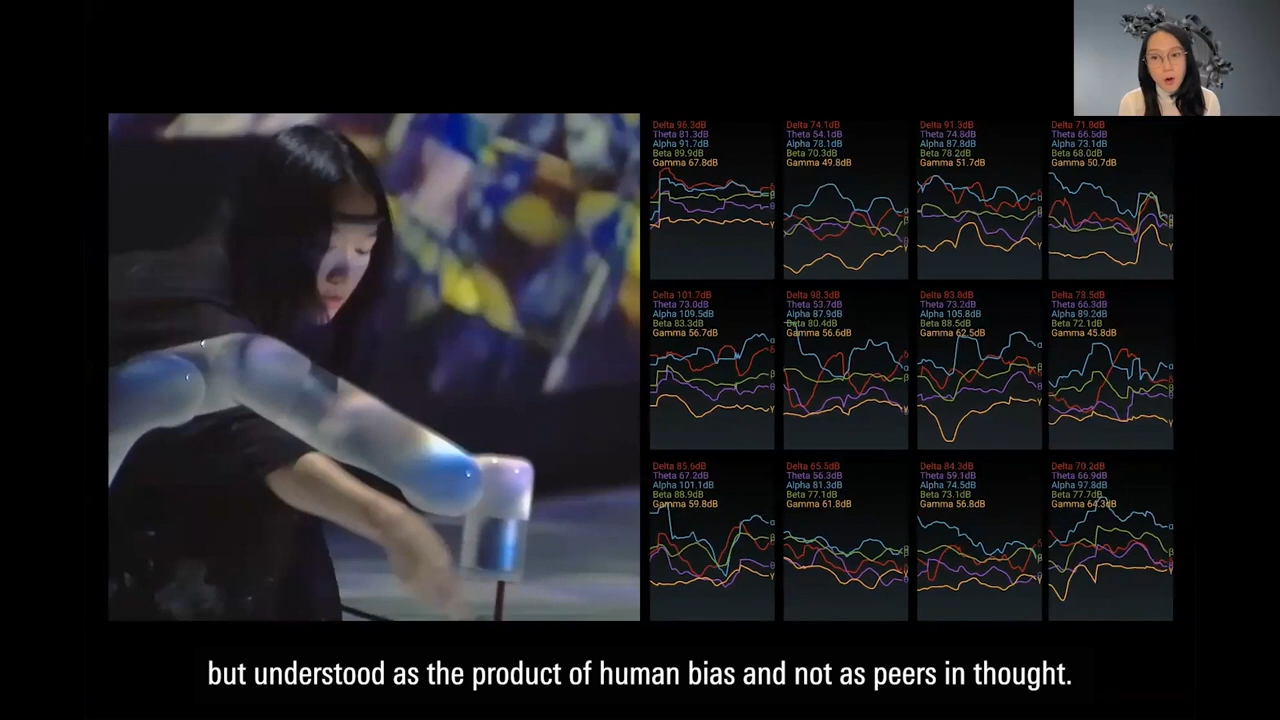 Delta 96.3dB
Theta 81.3dB
Alpha 91.7dB
Beta 89.9dB
Gamma 67.8dB
Delta 74.1dB
Theta 54.1dB
Alpha 78.1dB
Beta 70.3dB
Gamma 49.8dB
Delta 91.3dB
Theta 74.8dB
Alpha 87.8dB
Beta 78.2dB
Gamma 51.7dB
Delta 71.8dB
Theta 66.5dB
Alpha 73.1dB
Beta 68.0dB
Gamma 50.7dB
Delta 101.7dB
Theta 73.0dB
Alpha 109.5dB
Beta 83.3dB
Gamma 56.7dB
Delta 98.3dB
Theta 53.7dB
Alpha 87.9dB
Beta 80.4dB
Gamma 56.6dB
Delta 83.8dB
Theta 73.2dB
Alpha 105.8dB
Beta 88.5dB
Gamma 62.5dB
Delta 78.5dB
Theta 66.3dB
Alpha 89.2dB
Beta 72.1dB
Gamma 45.8dB
Delta 85.6dB
Theta 67.2dB
Alpha 101.1dB
Beta 88.9dB
Gamma 59.8dB
Delta 65.5dB
Theta 56.3dB
Alpha 81.3dB
Beta 77.1dB
Gamma 61.8dB
Delta 84.3dB
Theta 59.1dB
Alpha 74.5dB
Beta 73.1dB
Gamma 56.8dB
Delta 70.2dB
Theta 66.9dB
Alpha 97.8dB
Beta 77.7dB
Gamma 64.3dB
but understood as the product of human bias and not as peers in thought.